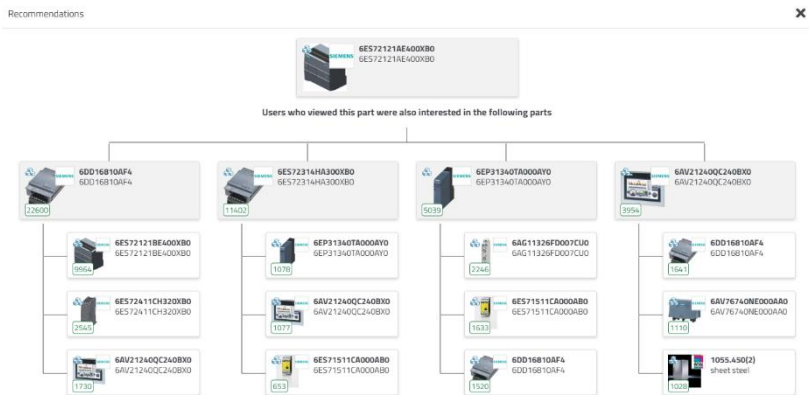 Recommendations
SIEMENS
6ES72121AE400XB0
6ES72121AE400XB0
Users who viewed this part were also interested in the following parts
6DD16810AF4
6DD16810AF4
22600
6ES72314HA300XB0
6ES72314HA300XB0
11402
6EP31340TA000AY0
6EP31340TA000AY0
5039
6AV21240QC240BX0
6AV21240QC240BX0
3954
6ES72121BE400XB0
6ES72121BE400XB0
9964
6EP31340TA000AY0
6EP31340TA000AY0
1078
6AG11326FD007CU0
6AG11326FD007CU0
2246
6DD16810AF4
6DD16810AF4
1641
6ES72411CH320XB0
6ES72411CH320XB0
2545
6AV21240QC240BX0
6AV21240QC240BX0
1077
6ES71511CA000AB0
6ES71511CA000AB0
1633
6AV76740NE000AA0
6AV76740NE000AA0
1110
6AV21240QC240BX0
6AV21240QC240BX0
1730
6ES71511CA000AB0
6ES71511CA000AB0
653
6DD16810AF4
6DD16810AF4
1520
1055.450(2)
sheet steel
1028